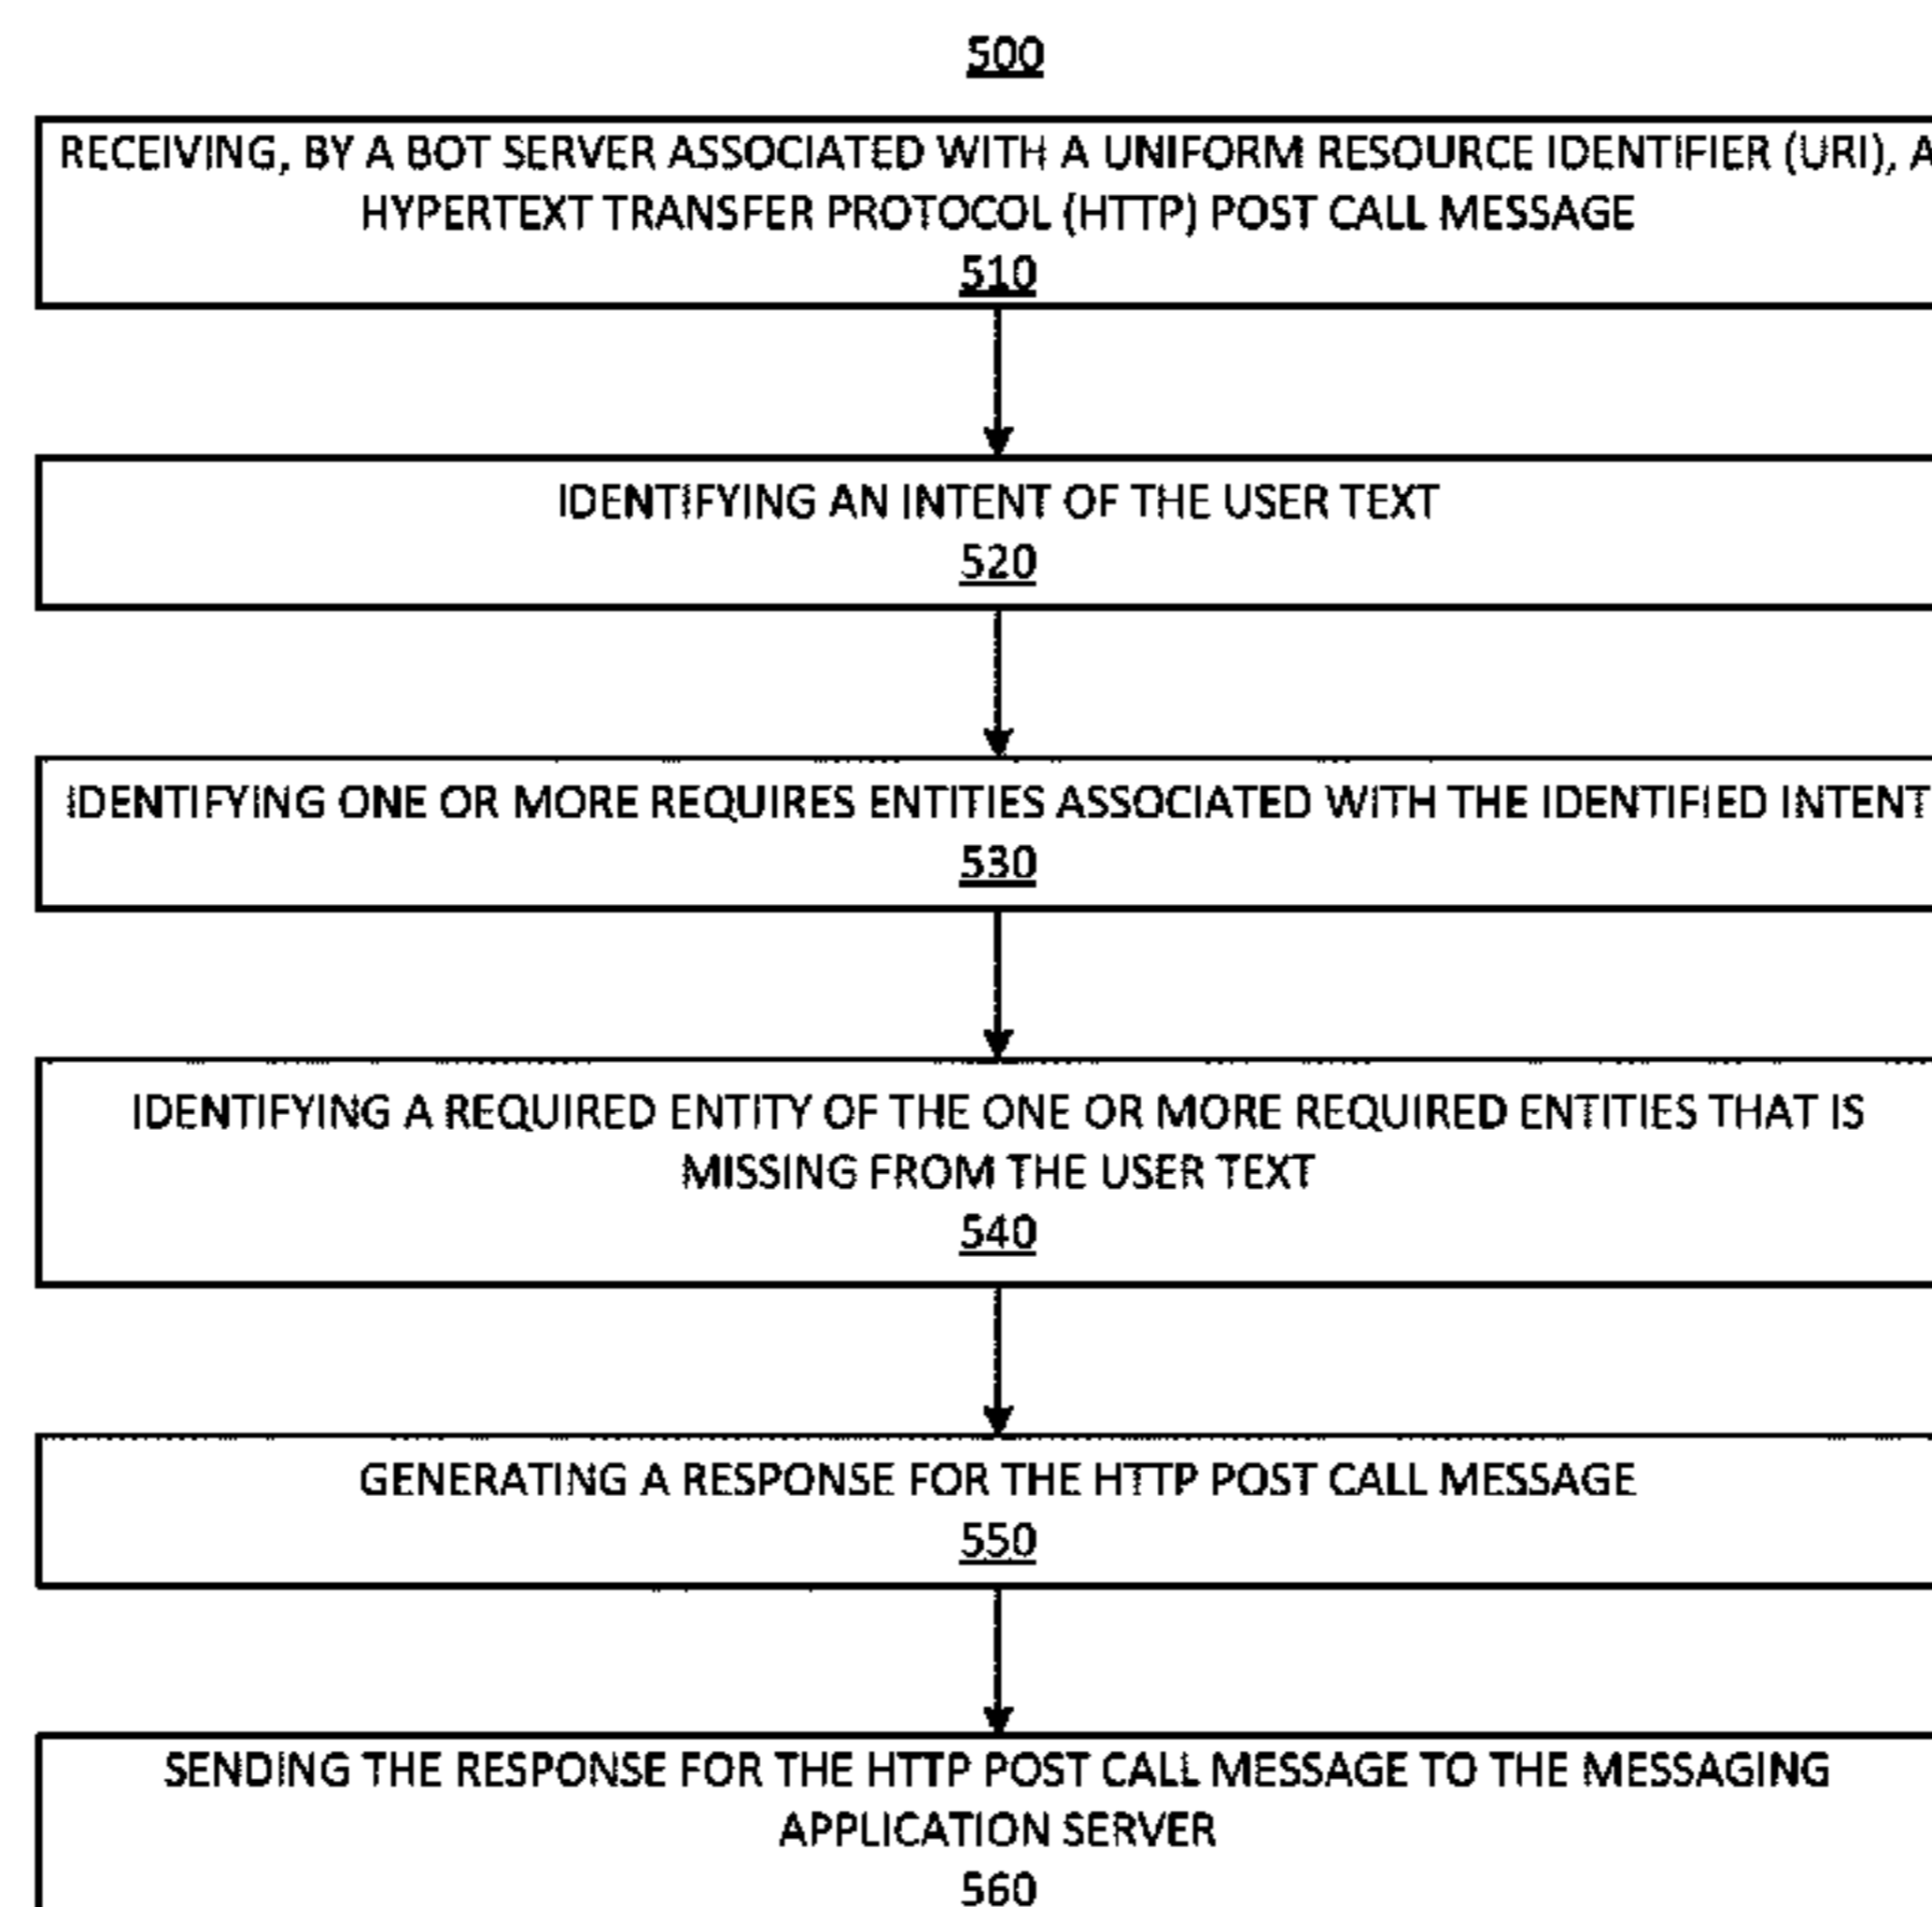 500
RECEIVING, BY A BOT SERVER ASSOCIATED WITH A UNIFORM RESOURCE IDENTIFIER (URI), A
HYPERTEXT TRANSFER PROTOCOL (HTTP) POST CALL MESSAGE
510
IDENTIFYING AN INTENT OF THE USER TEXT
520
IDENTIFYING ONE OR MORE REQUIRES ENTITIES ASSOCIATED WITH THE IDENTIFIED INTENT
530
IDENTIFYING A REQUIRED ENTITY OF THE ONE OR MORE REQUIRED ENTITIES THAT IS
MISSING FROM THE USER TEXT
540
GENERATING A RESPONSE FOR THE HTTP POST CALL MESSAGE
550
SENDING THE RESPONSE FOR THE HTTP POST CALL MESSAGE TO THE MESSAGING
APPLICATION SERVER
560